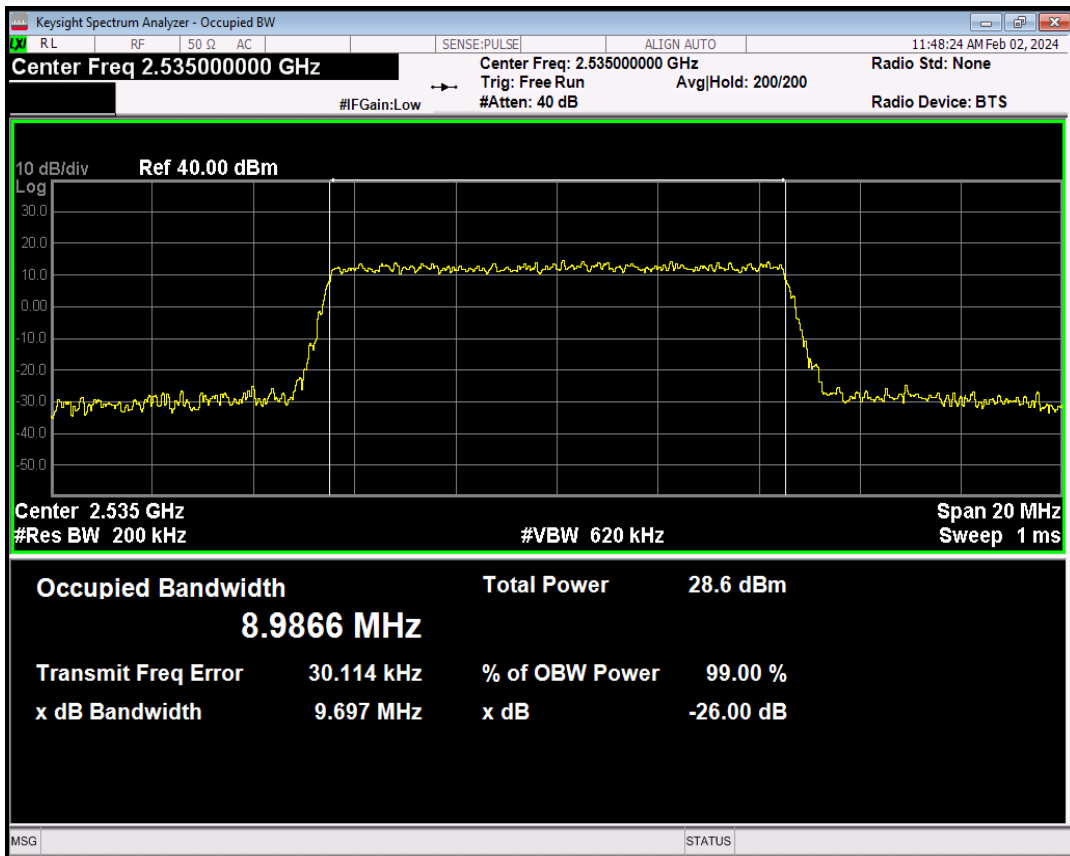 Keysight Spectrum Analyzer - Occupied BW
LXI RL RF 50 Ω AC SENSE:PULSE ALIGN AUTO 11:48:24 AM Feb 02, 2024
Center Freq 2.535000000 GHz
Center Freq: 2.535000000 GHz
Radio Std: None
Trig: Free Run Avg|Hold: 200/200
#IFGain:Low #Atten: 40 dB Radio Device: BTS
10 dB/div Ref 40.00 dBm
Log
30.0
20.0
10.0
0.00
-10.0
-20.0
-30.0
-40.0
-50.0
Center 2.535 GHz Span 20 MHz
#Res BW 200 kHz #VBW 620 kHz Sweep 1 ms
Occupied Bandwidth Total Power 28.6 dBm
8.9866 MHz
Transmit Freq Error 30.114 kHz % of OBW Power 99.00 %
x dB Bandwidth 9.697 MHz x dB -26.00 dB
MSG STATUS